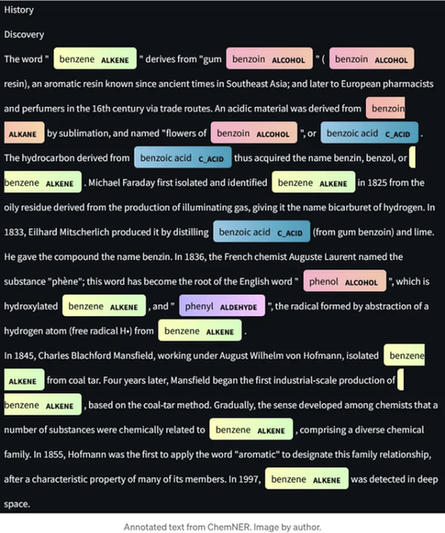 History
Discovery
The word " benzene ALKENE " derives from "gum benzoin ALCOHOL " ( benzoin ALCOHOL
resin), an aromatic resin known since ancient times in Southeast Asia; and later to European pharmacists
and perfumers in the 16th century via trade routes. An acidic material was derived from benzoin
ALKANE by sublimation, and named "flowers of benzoin ALCOHOL ", or benzoic acid C_ACID .
The hydrocarbon derived from benzoic acid C_ACID thus acquired the name benzin, benzol, or
benzene ALKENE . Michael Faraday first isolated and identified benzene ALKENE in 1825 from the
oily residue derived from the production of illuminating gas, giving it the name bicarburet of hydrogen. In
1833, Eilhard Mitscherlich produced it by distilling benzoic acid C_ACID (from gum benzoin) and lime.
He gave the compound the name benzin. In 1836, the French chemist Auguste Laurent named the
substance "phène"; this word has become the root of the English word " phenol ALCOHOL ", which is
hydroxylated benzene ALKENE , and " phenyl ALDEHYDE ", the radical formed by abstraction of a
hydrogen atom (free radical H•) from benzene ALKENE .
In 1845, Charles Blachford Mansfield, working under August Wilhelm von Hofmann, isolated benzene
ALKENE from coal tar. Four years later, Mansfield began the first industrial-scale production of
benzene ALKENE , based on the coal-tar method. Gradually, the sense developed among chemists that a
number of substances were chemically related to benzene ALKENE , comprising a diverse chemical
family. In 1855, Hofmann was the first to apply the word "aromatic" to designate this family relationship,
after a characteristic property of many of its members. In 1997, benzene ALKENE was detected in deep
space.
Annotated text from ChemNER. Image by author.